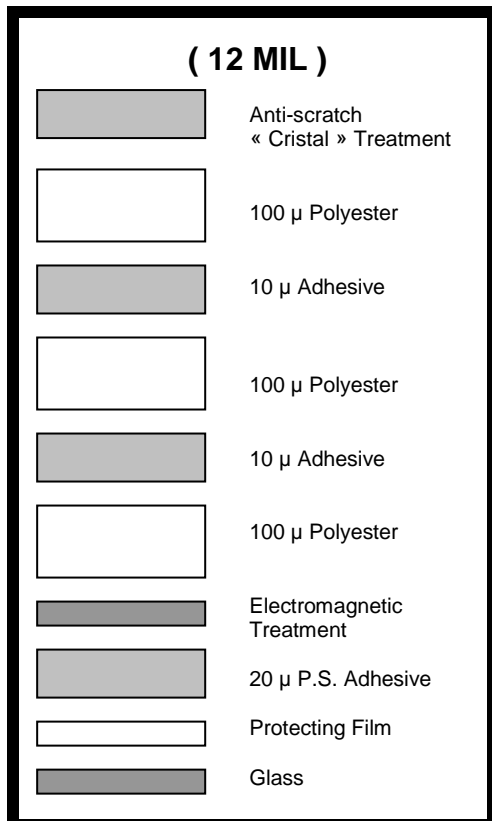 ( 12 MIL )
Anti-scratch
« Cristal » Treatment
100 µ Polyester
10 µ Adhesive
100 µ Polyester
10 µ Adhesive
100 µ Polyester
Electromagnetic
Treatment
20 µ P.S. Adhesive
Protecting Film
Glass